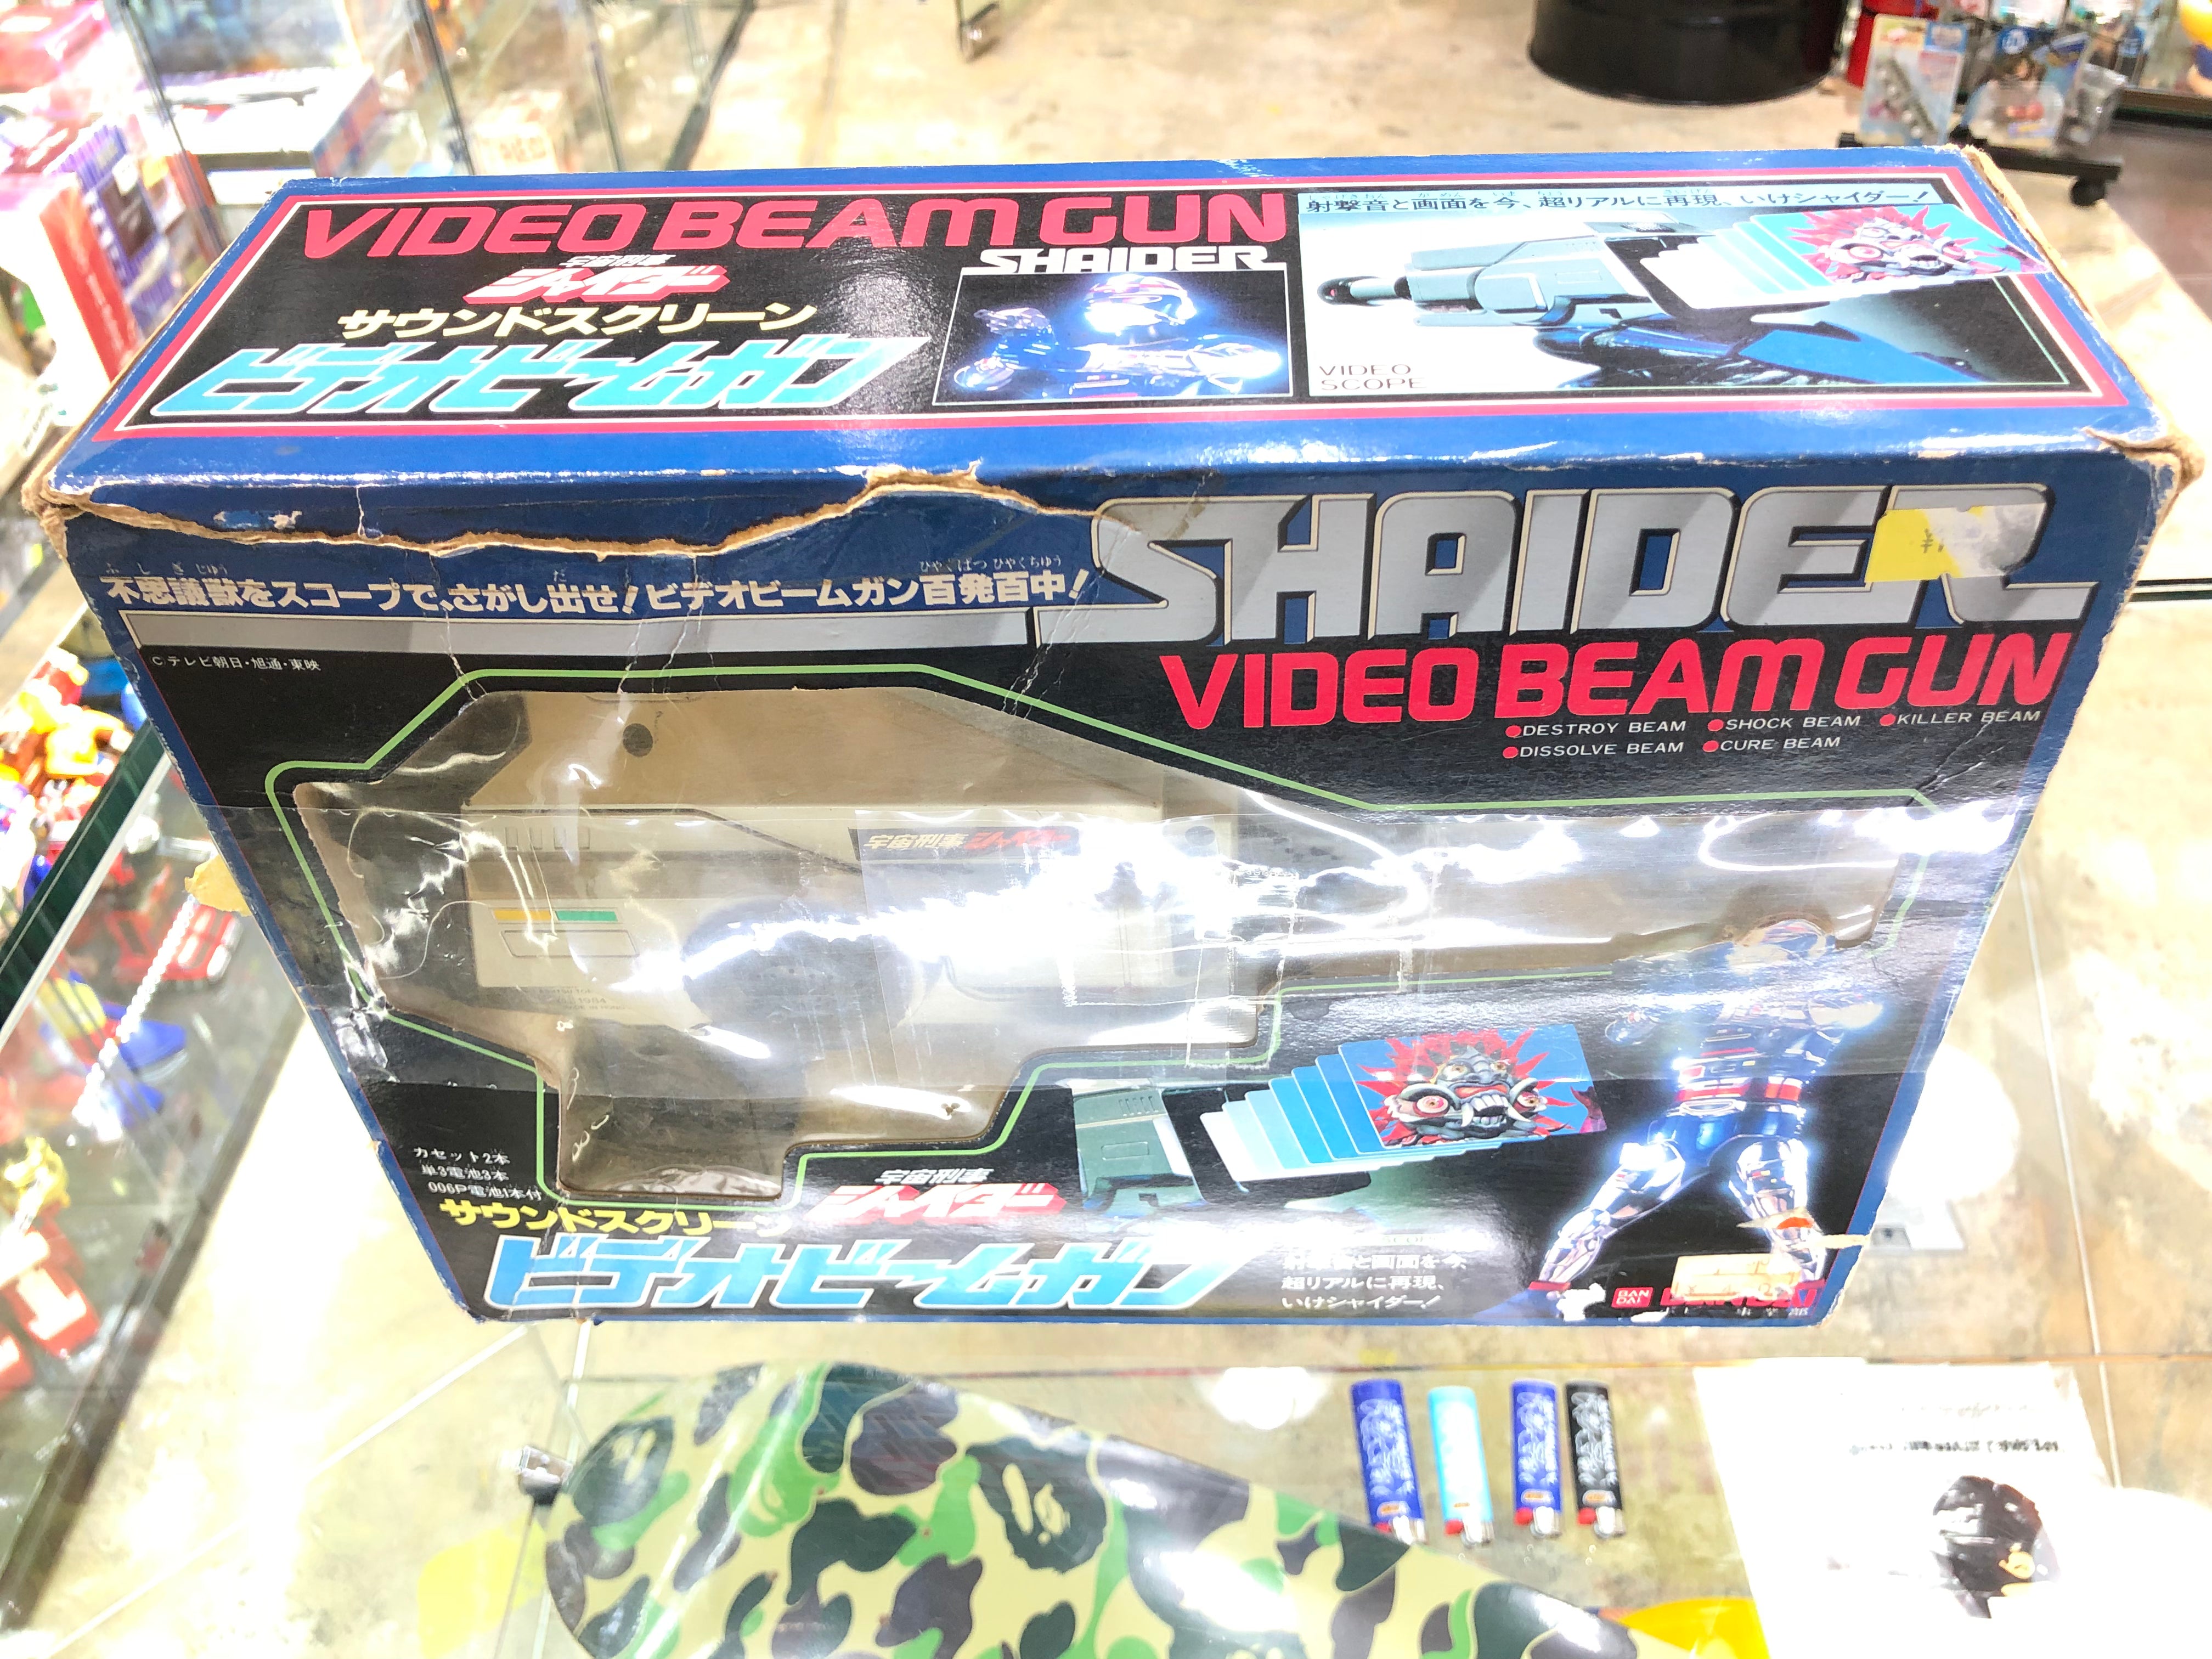 VIDEO BEAM GUN
SHAIDER
宇宙刑事
シャイダー
サウンドスクリーン
ビデオビームガン
射撃音と画面を今、超リアルに再現、いけシャイダー!
VIDEO
SCOPE
SHAIDER
不思議獣をスコープで、さがし出せ!ビデオビームガン百発百中!
©テレビ朝日・旭通・東映
VIDEO BEAM GUN
●DESTROY BEAM ●SHOCK BEAM ●KILLER BEAM
●DISSOLVE BEAM ●CURE BEAM
宇宙刑事 シャイダー
1984
カセット2本
単3電池3本
006P電池1本付
宇宙刑事
シャイダー
サウンドスクリーン
ビデオビームガン
射撃音と画面を今、
超リアルに再現、
いけシャイダー!
BAN
DAI